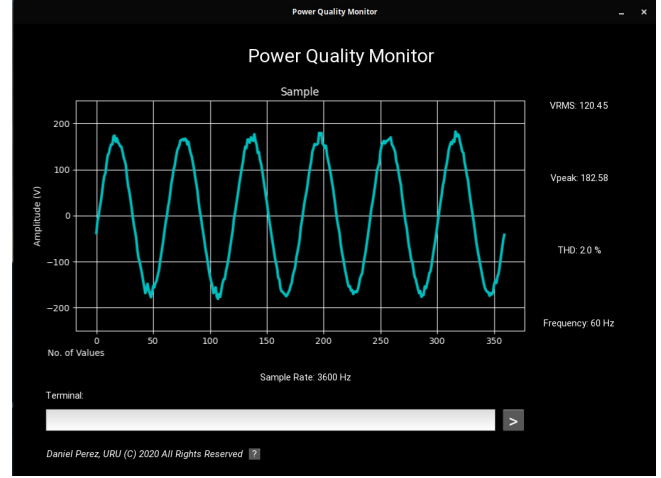 Power Quality Monitor
Power Quality Monitor
Sample
200
100
0
−100
−200
Amplitude (V)
0 50 100 150 200 250 300 350
No. of Values
VRMS: 120.45
Vpeak: 182.58
THD: 2.0 %
Frequency: 60 Hz
Sample Rate: 3600 Hz
Terminal:
>
Daniel Perez, URU (C) 2020 All Rights Reserved ?